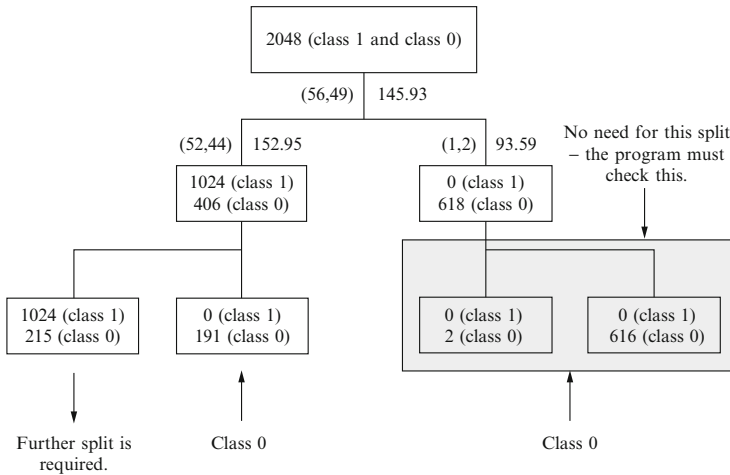 2048 (class 1 and class 0)
(56,49) 145.93
(52,44) 152.95
(1,2) 93.59
No need for this split
– the program must
check this.
1024 (class 1)
406 (class 0)
0 (class 1)
618 (class 0)
1024 (class 1)
215 (class 0)
0 (class 1)
191 (class 0)
0 (class 1)
2 (class 0)
0 (class 1)
616 (class 0)
Further split is
required.
Class 0
Class 0